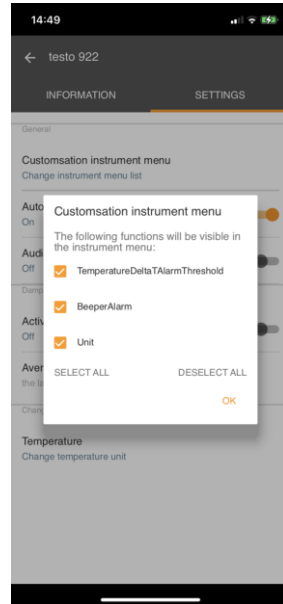 14:49
testo 922
INFORMATION SETTINGS
General
Customsation instrument menu
Change instrument menu list
Auto
On
Customsation instrument menu
The following functions will be visible in
the instrument menu:
Audi
Off
TemperatureDeltaTAlarmThreshold
Damp
BeeperAlarm
Activ
Off
Unit
Aver
the la
SELECT ALL DESELECT ALL
OK
Chang
Temperature
Change temperature unit